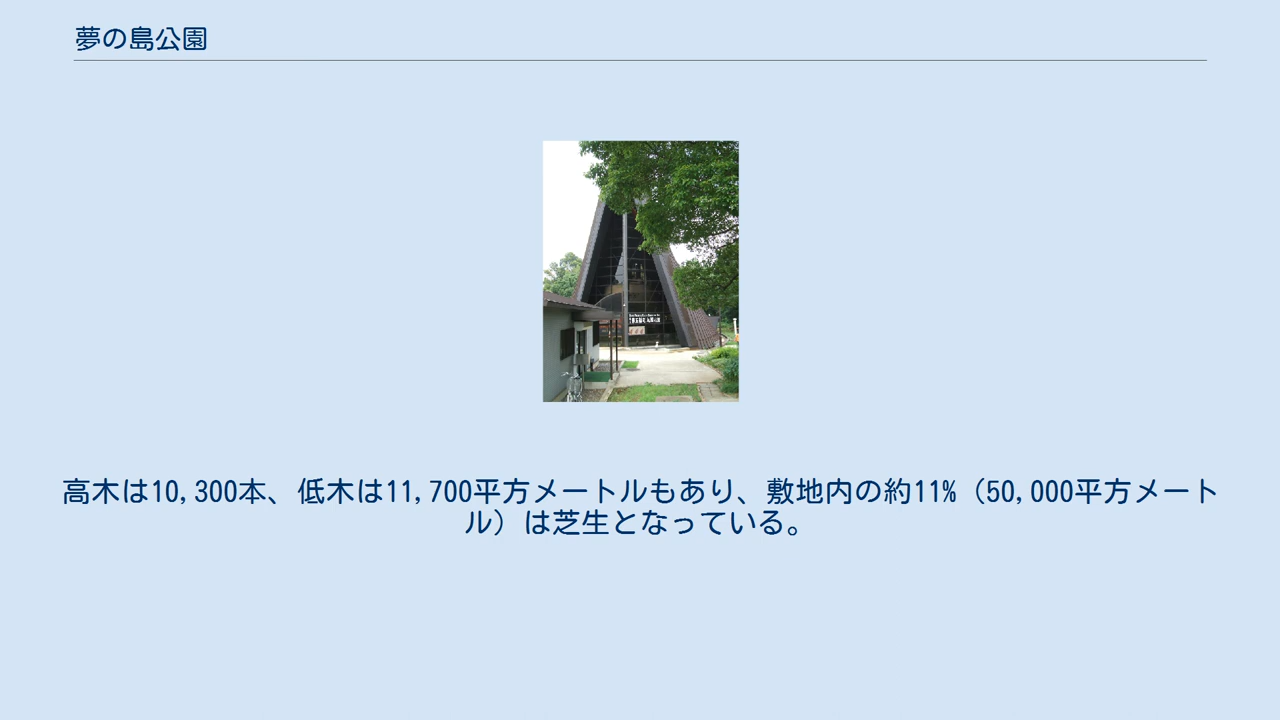 夢の島公園
高木は10,300本、低木は11,700平方メートルもあり、敷地内の約11%（50,000平方メート
ル）は芝生となっている。